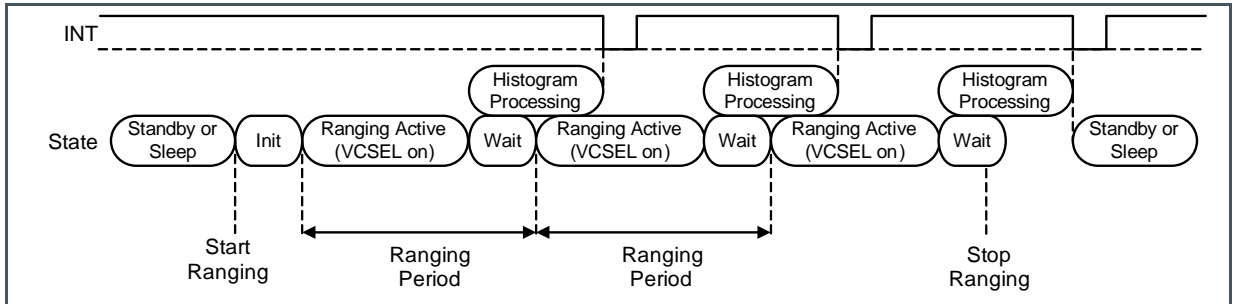 INT
Histogram
Processing
Histogram
Processing
Histogram
Processing
State
Standby or
Sleep
Init
Ranging Active
(VCSEL on)
Wait
Ranging Active
(VCSEL on)
Wait
Ranging Active
(VCSEL on)
Wait
Standby or
Sleep
Start
Ranging
Ranging
Period
Ranging
Period
Stop
Ranging